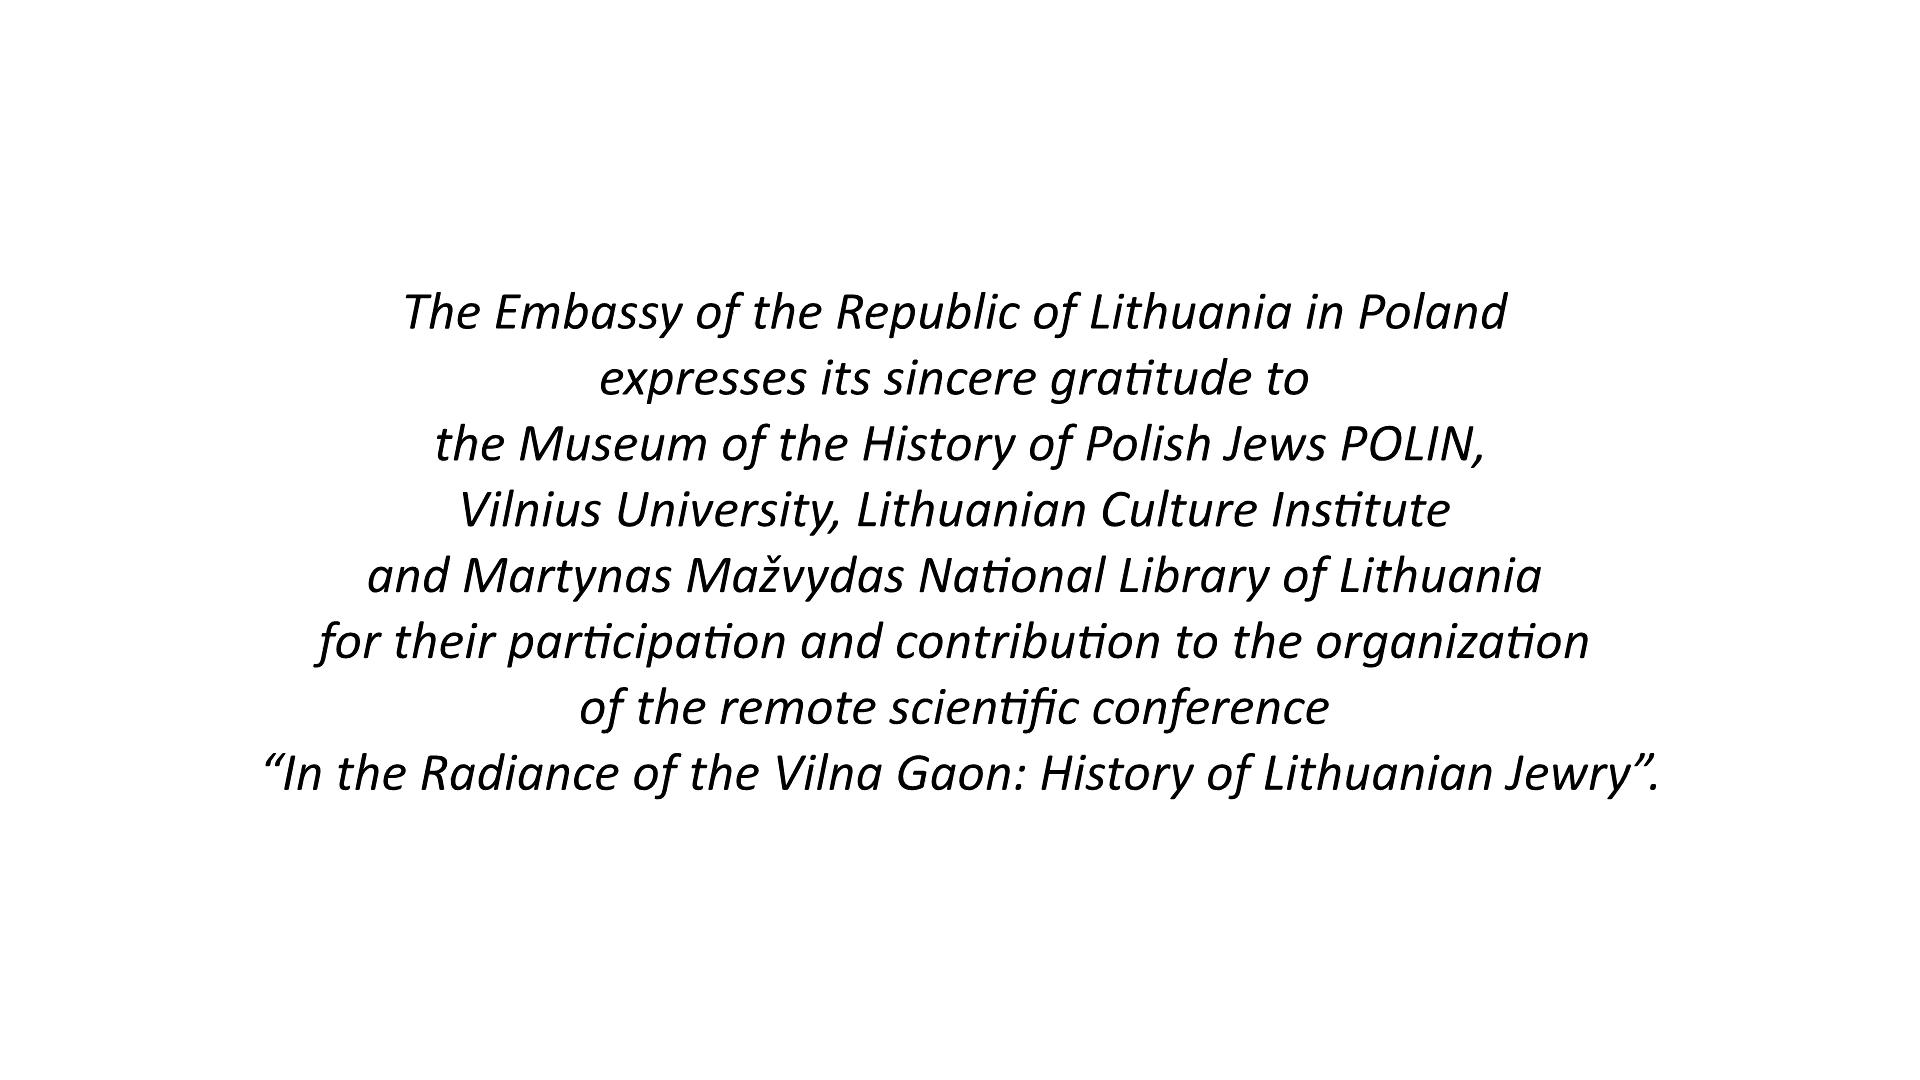 The Embassy of the Republic of Lithuania in Poland
expresses its sincere gratitude to
the Museum of the History of Polish Jews POLIN,
Vilnius University, Lithuanian Culture Institute
and Martynas Mažvydas National Library of Lithuania
for their participation and contribution to the organization
of the remote scientific conference
“In the Radiance of the Vilna Gaon: History of Lithuanian Jewry”.